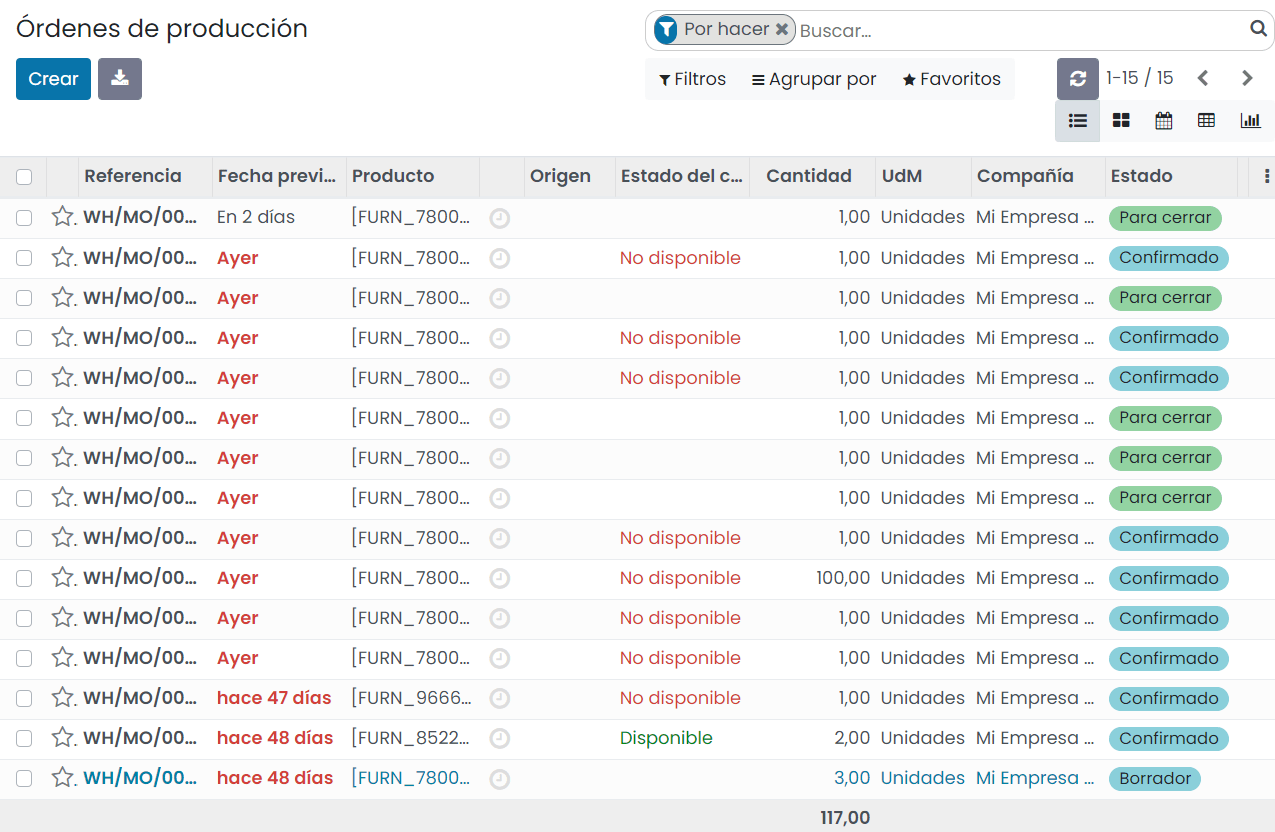 Órdenes de producción
Por hacer Buscar...
Crear
Filtros Agrupar por Favoritos 1-15 / 15
Referencia Fecha previ... Producto Origen Estado del c... Cantidad UdM Compañía Estado
WH/MO/00... En 2 días [FURN_7800... 1,00 Unidades Mi Empresa ... Para cerrar
WH/MO/00... Ayer [FURN_7800... No disponible 1,00 Unidades Mi Empresa ... Confirmado
WH/MO/00... Ayer [FURN_7800... 1,00 Unidades Mi Empresa ... Para cerrar
WH/MO/00... Ayer [FURN_7800... No disponible 1,00 Unidades Mi Empresa ... Confirmado
WH/MO/00... Ayer [FURN_7800... No disponible 1,00 Unidades Mi Empresa ... Confirmado
WH/MO/00... Ayer [FURN_7800... 1,00 Unidades Mi Empresa ... Para cerrar
WH/MO/00... Ayer [FURN_7800... 1,00 Unidades Mi Empresa ... Para cerrar
WH/MO/00... Ayer [FURN_7800... 1,00 Unidades Mi Empresa ... Para cerrar
WH/MO/00... Ayer [FURN_7800... No disponible 1,00 Unidades Mi Empresa ... Confirmado
WH/MO/00... Ayer [FURN_7800... No disponible 100,00 Unidades Mi Empresa ... Confirmado
WH/MO/00... Ayer [FURN_7800... No disponible 1,00 Unidades Mi Empresa ... Confirmado
WH/MO/00... Ayer [FURN_7800... No disponible 1,00 Unidades Mi Empresa ... Confirmado
WH/MO/00... hace 47 días [FURN_9666... No disponible 1,00 Unidades Mi Empresa ... Confirmado
WH/MO/00... hace 48 días [FURN_8522... Disponible 2,00 Unidades Mi Empresa ... Confirmado
WH/MO/00... hace 48 días [FURN_7800... 3,00 Unidades Mi Empresa ... Borrador
117,00